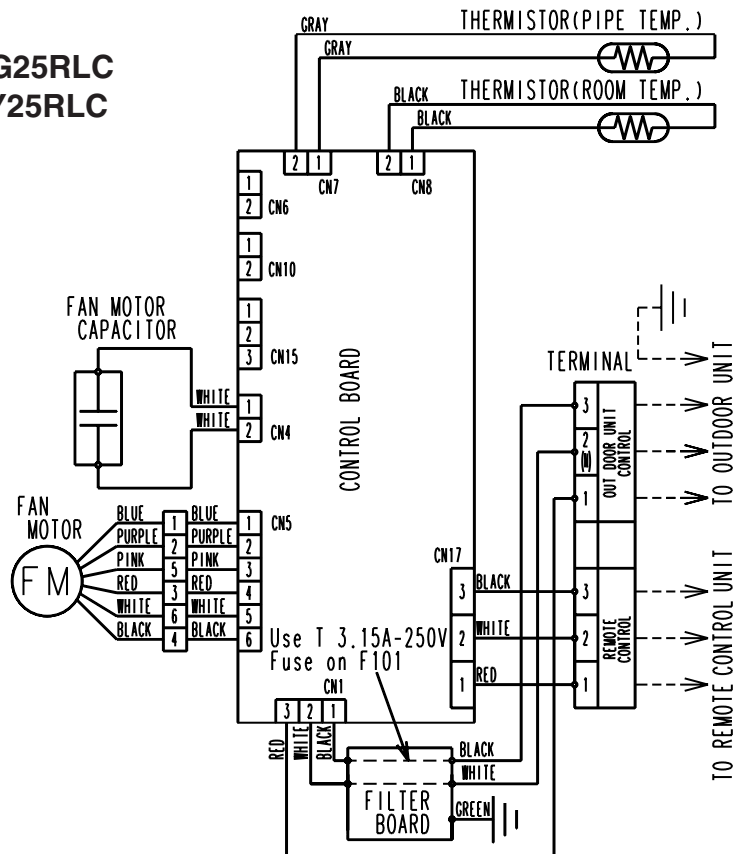 GRAY
THERMISTOR(PIPE TEMP.)
GRAY
G25RLC
Y25RLC
BLACK
THERMISTOR(ROOM TEMP.)
BLACK
2 1
CN7
2 1
CN8
1
2
CN6
1
2
CN10
1
2
3
CN15
FAN MOTOR
CAPACITOR
WHITE
WHITE
1
2
CN4
CONTROL BOARD
TERMINAL
3
2
(N)
1
OUT DOOR UNIT
CONTROL
TO OUTDOOR UNIT
FAN
MOTOR
FM
BLUE 1 BLUE 1 CN5
PURPLE 2 PURPLE 2
PINK 5 PINK 3
RED 3 RED 4
WHITE 6 WHITE 5
BLACK 4 BLACK 6
CN17
3 BLACK 3
2 WHITE 2
1 RED 1
REMOTE
CONTROL
TO REMOTE CONTROL UNIT
Use T 3.15A-250V
Fuse on F101
CN1
3 2 1
RED
WHITE
BLACK
BLACK
WHITE
FILTER
BOARD
GREEN